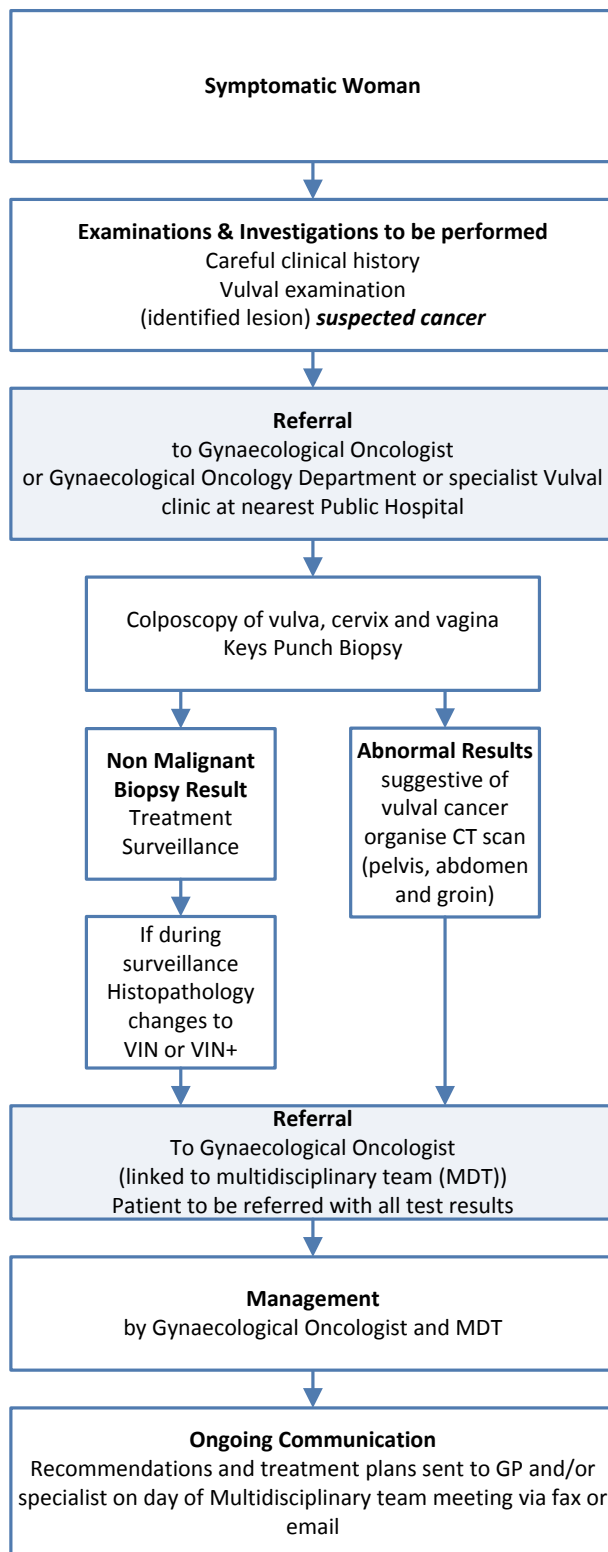 Symptomatic Woman
Examinations & Investigations to be performed
Careful clinical history
Vulval examination
(identified lesion) suspected cancer
Referral
to Gynaecological Oncologist
or Gynaecological Oncology Department or specialist Vulval
clinic at nearest Public Hospital
Colposcopy of vulva, cervix and vagina
Keys Punch Biopsy
Non Malignant
Biopsy Result
Treatment
Surveillance
Abnormal Results
suggestive of
vulval cancer
organise CT scan
(pelvis, abdomen
and groin)
If during
surveillance
Histopathology
changes to
VIN or VIN+
Referral
To Gynaecological Oncologist
(linked to multidisciplinary team (MDT))
Patient to be referred with all test results
Management
by Gynaecological Oncologist and MDT
Ongoing Communication
Recommendations and treatment plans sent to GP and/or
specialist on day of Multidisciplinary team meeting via fax or
email